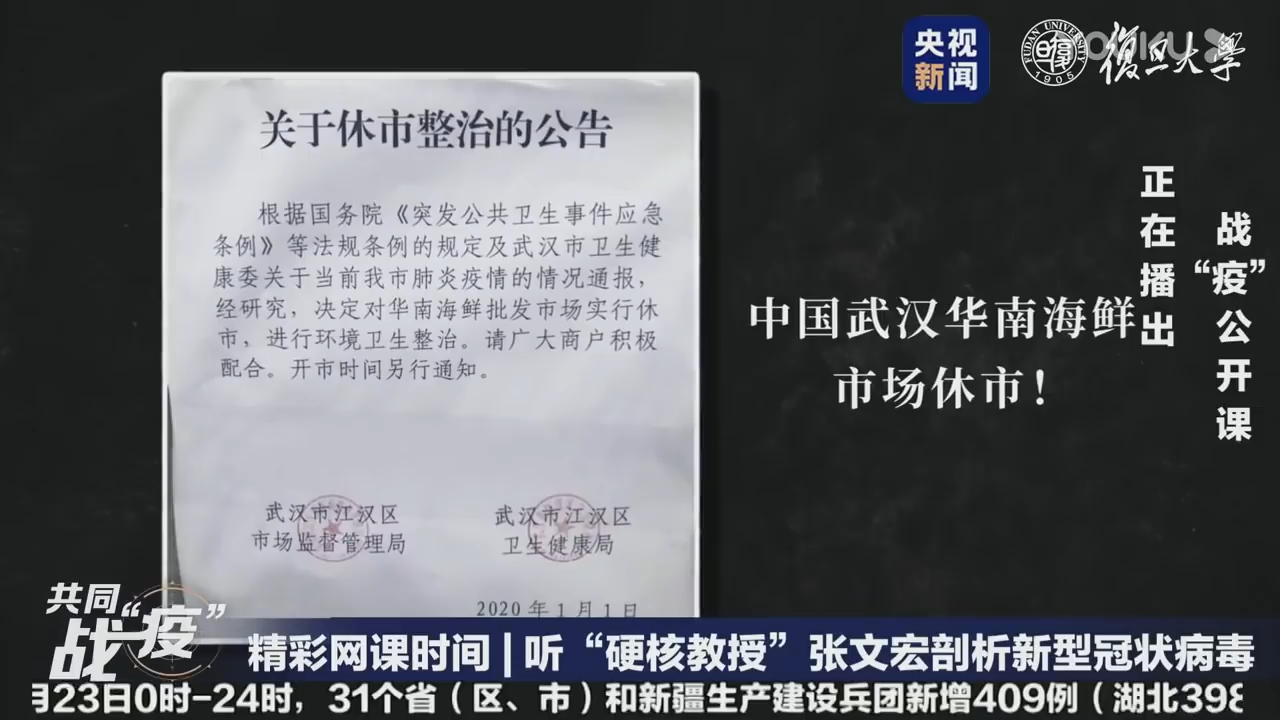 央视
新闻
FUDAN UNIVERSITY
1905
復旦大學
YOUKU
关于休市整治的公告
根据国务院《突发公共卫生事件应急
条例》等法规条例的规定及武汉市卫生健
康委关于当前我市肺炎疫情的情况通报，
经研究，决定对华南海鲜批发市场实行休
市，进行环境卫生整治。请广大商户积极
配合。开市时间另行通知。
武汉市江汉区
市场监督管理局
武汉市江汉区
卫生健康局
2020年1月1日
中国武汉华南海鲜
市场休市！
正在播出
战“疫”公开课
共同
战“疫”
精彩网课时间|听“硬核教授”张文宏剖析新型冠状病毒
月23日0时-24时，31个省（区、市）和新疆生产建设兵团新增409例（湖北398